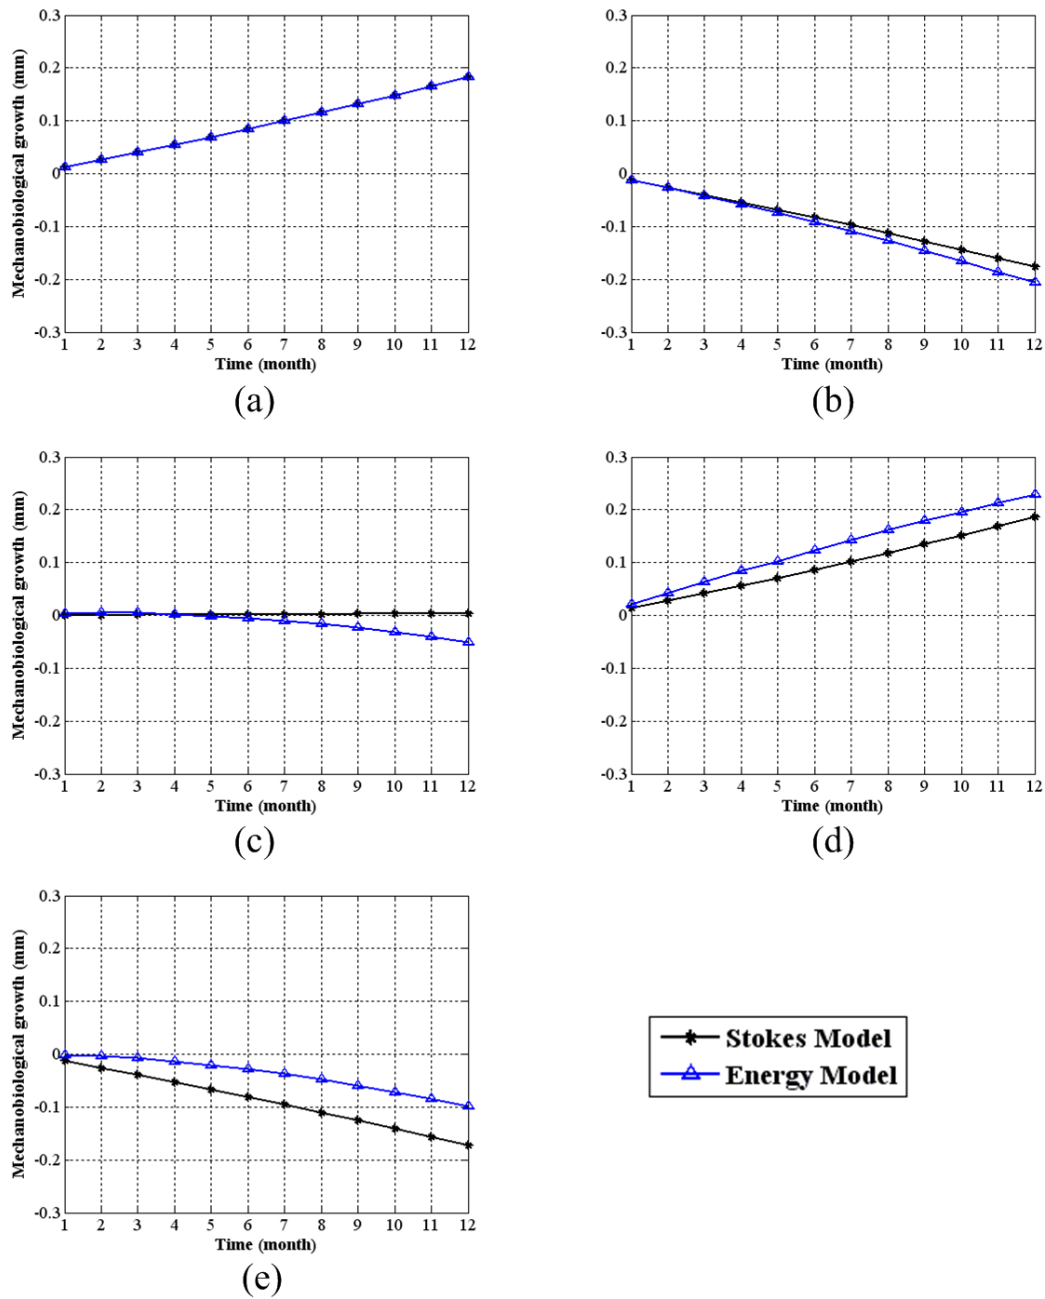 0.3
0.2
0.1
0
-0.1
-0.2
-0.3
Mechanobiological growth (mm)
1 2 3 4 5 6 7 8 9 10 11 12
Time (month)
(a)
0.3
0.2
0.1
0
-0.1
-0.2
-0.3
1 2 3 4 5 6 7 8 9 10 11 12
Time (month)
(b)
0.3
0.2
0.1
0
-0.1
-0.2
-0.3
Mechanobiological growth (mm)
1 2 3 4 5 6 7 8 9 10 11 12
Time (month)
(c)
0.3
0.2
0.1
0
-0.1
-0.2
-0.3
1 2 3 4 5 6 7 8 9 10 11 12
Time (month)
(d)
0.3
0.2
0.1
0
-0.1
-0.2
-0.3
Mechanobiological growth (mm)
1 2 3 4 5 6 7 8 9 10 11 12
Time (month)
(e)
Stokes Model
Energy Model